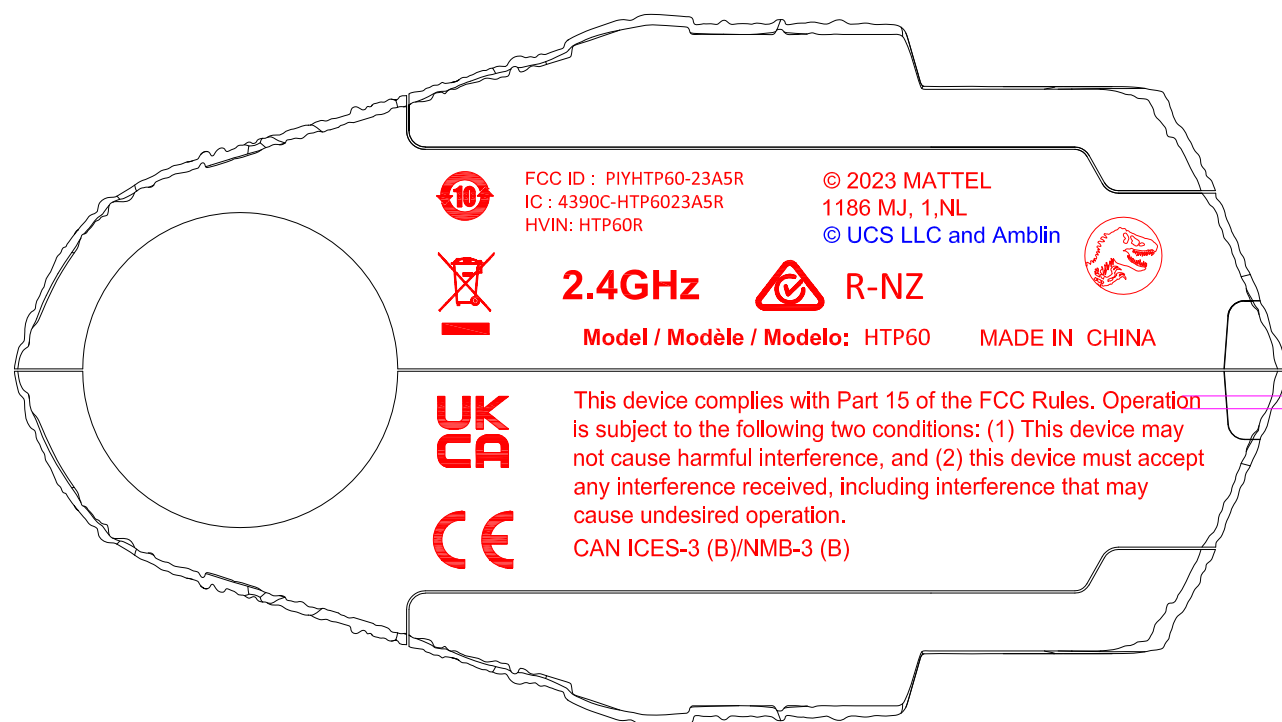 10
FCC ID : PIYHTP60-23A5R
IC : 4390C-HTP6023A5R
HVIN: HTP60R
© 2023 MATTEL
1186 MJ, 1,NL
© UCS LLC and Amblin
2.4GHz
R-NZ
Model / Modèle / Modelo: HTP60
MADE IN CHINA
UK
CA
This device complies with Part 15 of the FCC Rules. Operation
is subject to the following two conditions: (1) This device may
not cause harmful interference, and (2) this device must accept
any interference received, including interference that may
cause undesired operation.
CE
CAN ICES-3 (B)/NMB-3 (B)